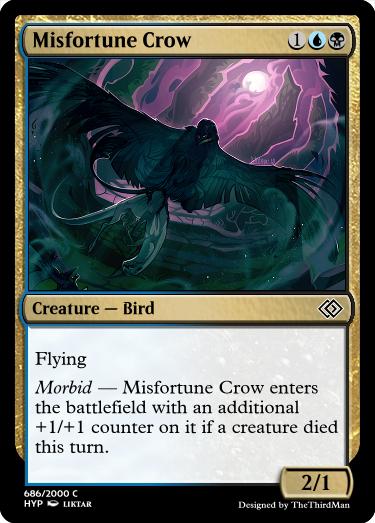 Misfortune Crow 1
Creature — Bird
Flying
Morbid — Misfortune Crow enters
the battlefield with an additional
+1/+1 counter on it if a creature died
this turn.
2/1
686/2000 C
HYP LIKTAR
Designed by TheThirdMan